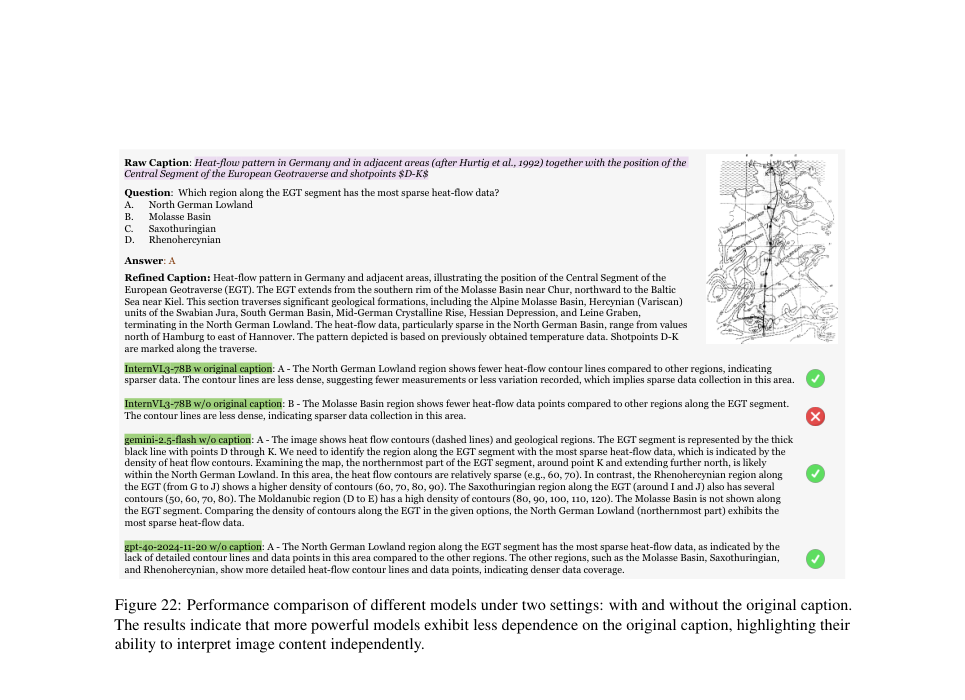 Raw Caption: Heat-flow pattern in Germany and in adjacent areas (after Hurtig et al., 1992) together with the position of the
Central Segment of the European Geotraverse and shotpoints $D-K$
Question: Which region along the EGT segment has the most sparse heat-flow data?
A. North German Lowland
B. Molasse Basin
C. Saxothuringian
D. Rhenohercynian
Answer: A
Refined Caption: Heat-flow pattern in Germany and adjacent areas, illustrating the position of the Central Segment of the
European Geotraverse (EGT). The EGT extends from the southern rim of the Molasse Basin near Chur, northward to the Baltic
Sea near Kiel. This section traverses significant geological formations, including the Alpine Molasse Basin, Hercynian (Variscan)
units of the Swabian Jura, South German Basin, Mid-German Crystalline Rise, Hessian Depression, and Leine Graben,
terminating in the North German Lowland. The heat-flow data, particularly sparse in the North German Basin, range from values
north of Hamburg to east of Hannover. The pattern depicted is based on previously obtained temperature data. Shotpoints D-K
are marked along the traverse.
InternVL3-78B w original caption: A - The North German Lowland region shows fewer heat-flow contour lines compared to other regions, indicating
sparser data. The contour lines are less dense, suggesting fewer measurements or less variation recorded, which implies sparse data collection in this area.
InternVL3-78B w/o original caption: B - The Molasse Basin region shows fewer heat-flow data points compared to other regions along the EGT segment.
The contour lines are less dense, indicating sparser data collection in this area.
gemini-2.5-flash w/o caption: A - The image shows heat flow contours (dashed lines) and geological regions. The EGT segment is represented by the thick
black line with points D through K. We need to identify the region along the EGT segment with the most sparse heat-flow data, which is indicated by the
density of heat flow contours. Examining the map, the northernmost part of the EGT segment, around point K and extending further north, is likely
within the North German Lowland. In this area, the heat flow contours are relatively sparse (e.g., 60, 70). In contrast, the Rhenohercynian region along
the EGT (from G to J) shows a higher density of contours (60, 70, 80, 90). The Saxothuringian region along the EGT (around I and J) also has several
contours (50, 60, 70, 80). The Moldanubic region (D to E) has a high density of contours (80, 90, 100, 110, 120). The Molasse Basin is not shown along
the EGT segment. Comparing the density of contours along the EGT in the given options, the North German Lowland (northernmost part) exhibits the
most sparse heat-flow data.
gpt-4o-2024-11-20 w/o caption: A - The North German Lowland region along the EGT segment has the most sparse heat-flow data, as indicated by the
lack of detailed contour lines and data points in this area compared to the other regions. The other regions, such as the Molasse Basin, Saxothuringian,
and Rhenohercynian, show more detailed heat-flow contour lines and data points, indicating denser data coverage.
Figure 22: Performance comparison of different models under two settings: with and without the original caption.
The results indicate that more powerful models exhibit less dependence on the original caption, highlighting their
ability to interpret image content independently.